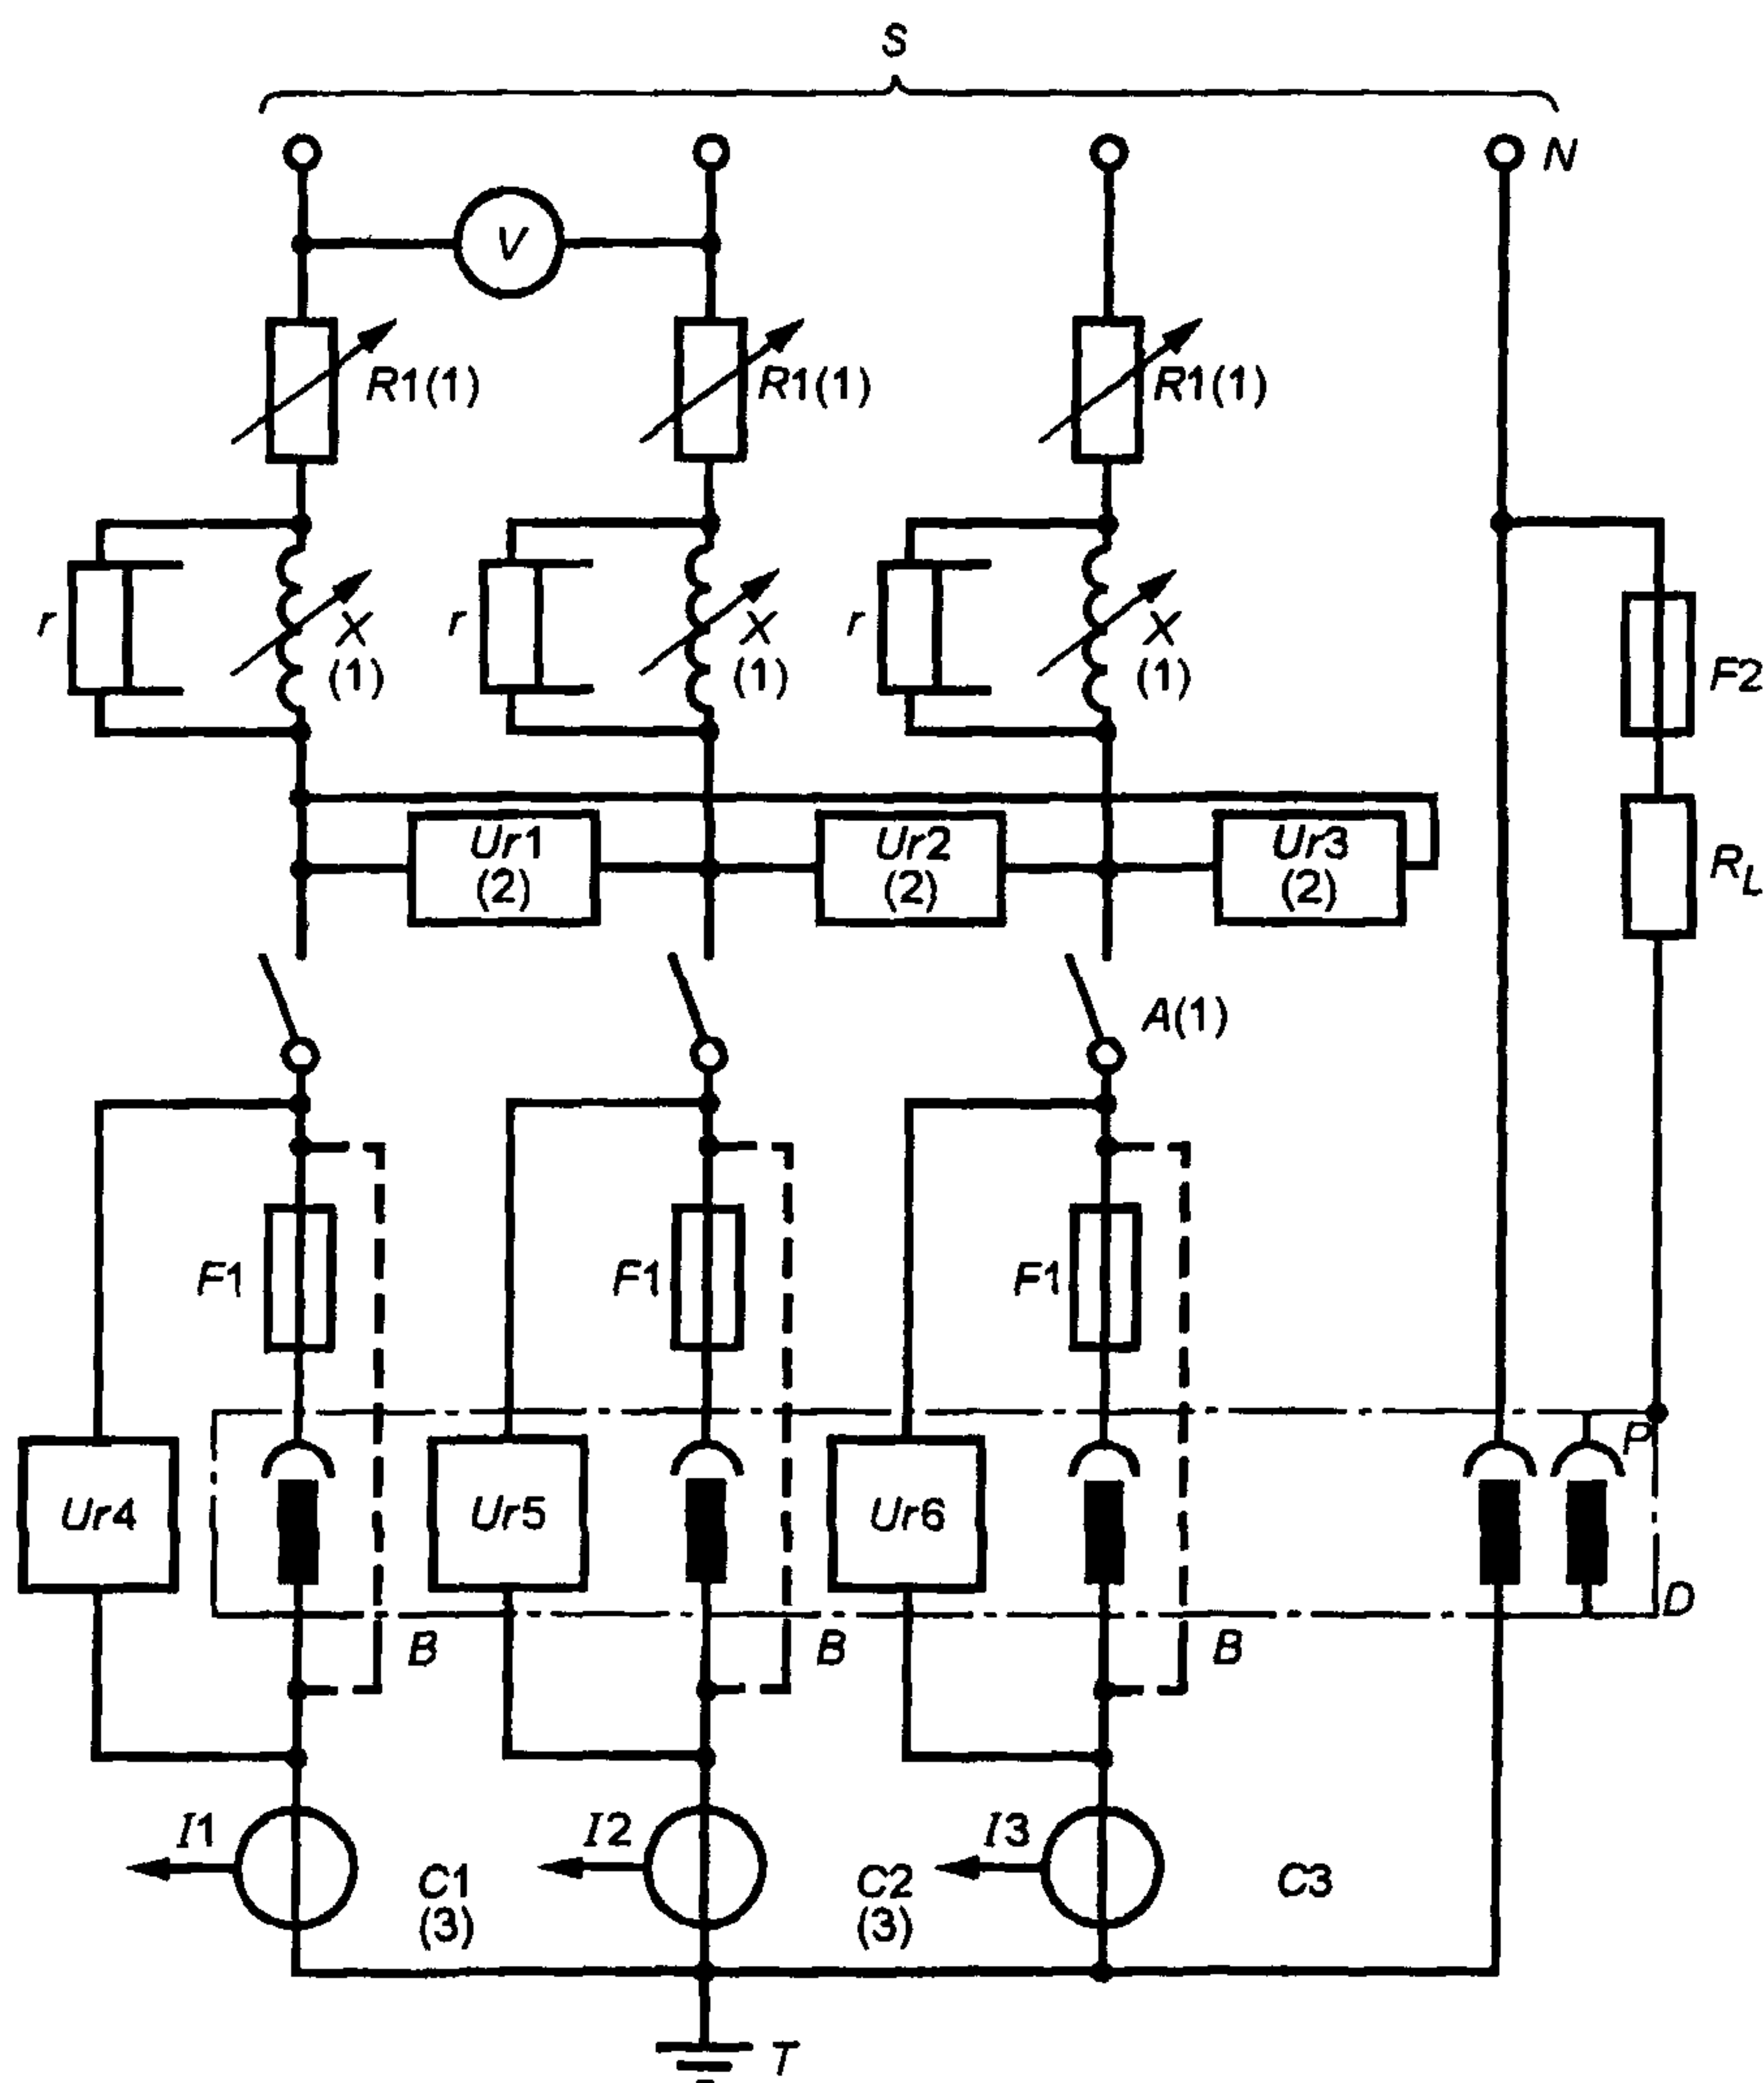 S
N
V
R1(1) R1(1) R1(1)
r X r X r X
(1) (1) (1)
F2
Ur1 Ur2 Ur3
(2) (2) (2)
RL
A(1)
F1 F1 F1
P
Ur4 Ur5 Ur6
D
B B B
I1 I2 I3
C1 C2 C3
(3) (3)
T